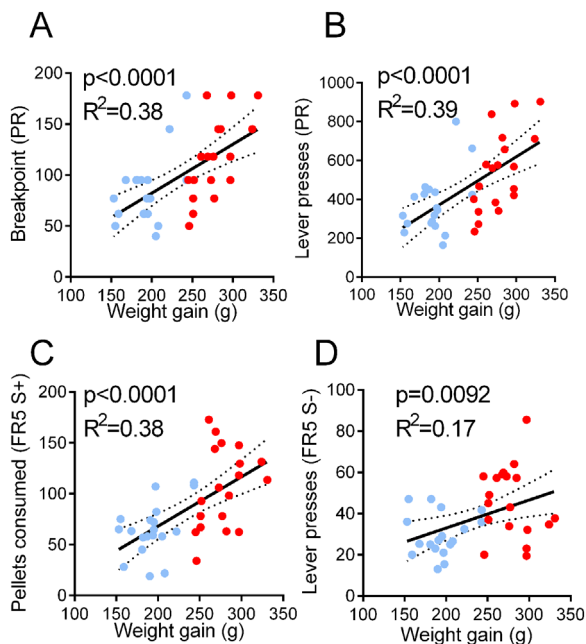 A
p<0.0001
R²=0.38
Breakpoint (PR)
200
150
100
50
0
100 150 200 250 300 350
Weight gain (g)
B
p<0.0001
R²=0.39
Lever presses (PR)
1000
800
600
400
200
0
100 150 200 250 300 350
Weight gain (g)
C
p<0.0001
R²=0.38
Pellets consumed (FR5 S+)
200
150
100
50
0
100 150 200 250 300 350
Weight gain (g)
D
p=0.0092
R²=0.17
Lever presses (FR5 S-)
100
80
60
40
20
0
100 150 200 250 300 350
Weight gain (g)